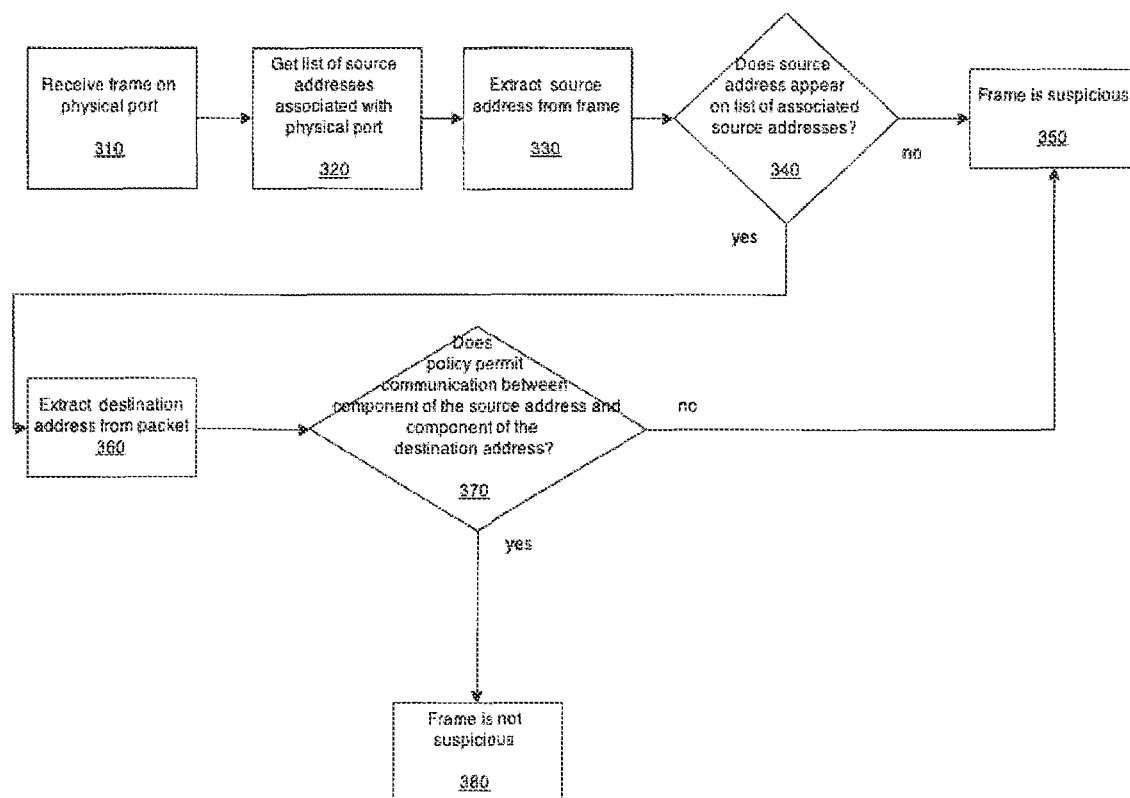 Receive frame on
physical port
310
Get list of source
addresses
associated with
physical port
320
Extract source
address from frame
330
Does source
address appear
on list of associated
source addresses?
340
no
Frame is suspicious
350
yes
Extract destination
address from packet
360
Does
policy permit
communication between
component of the source address and
component of the
destination address?
370
no
yes
Frame is not
suspicious
380